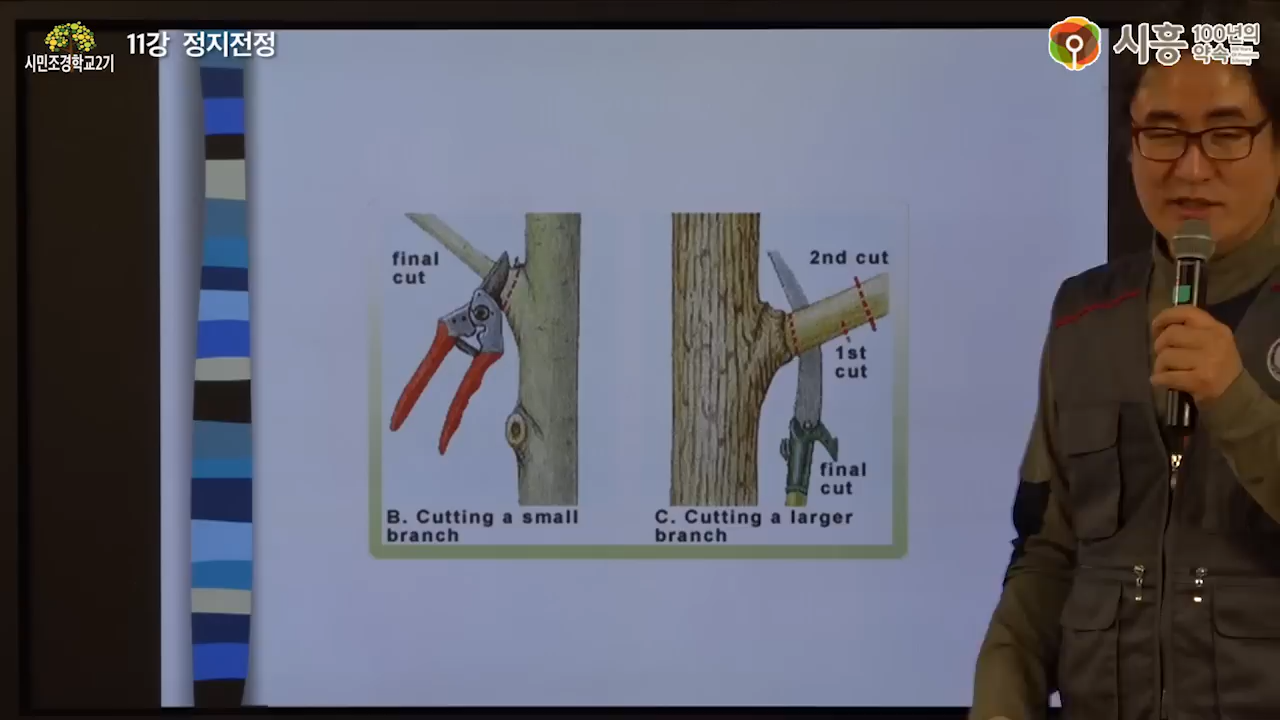 시민조경학교2기
11강 정지전정
시흥 100년의
약속
final
cut
2nd cut
1st
cut
final
cut
B. Cutting a small
branch
C. Cutting a larger
branch